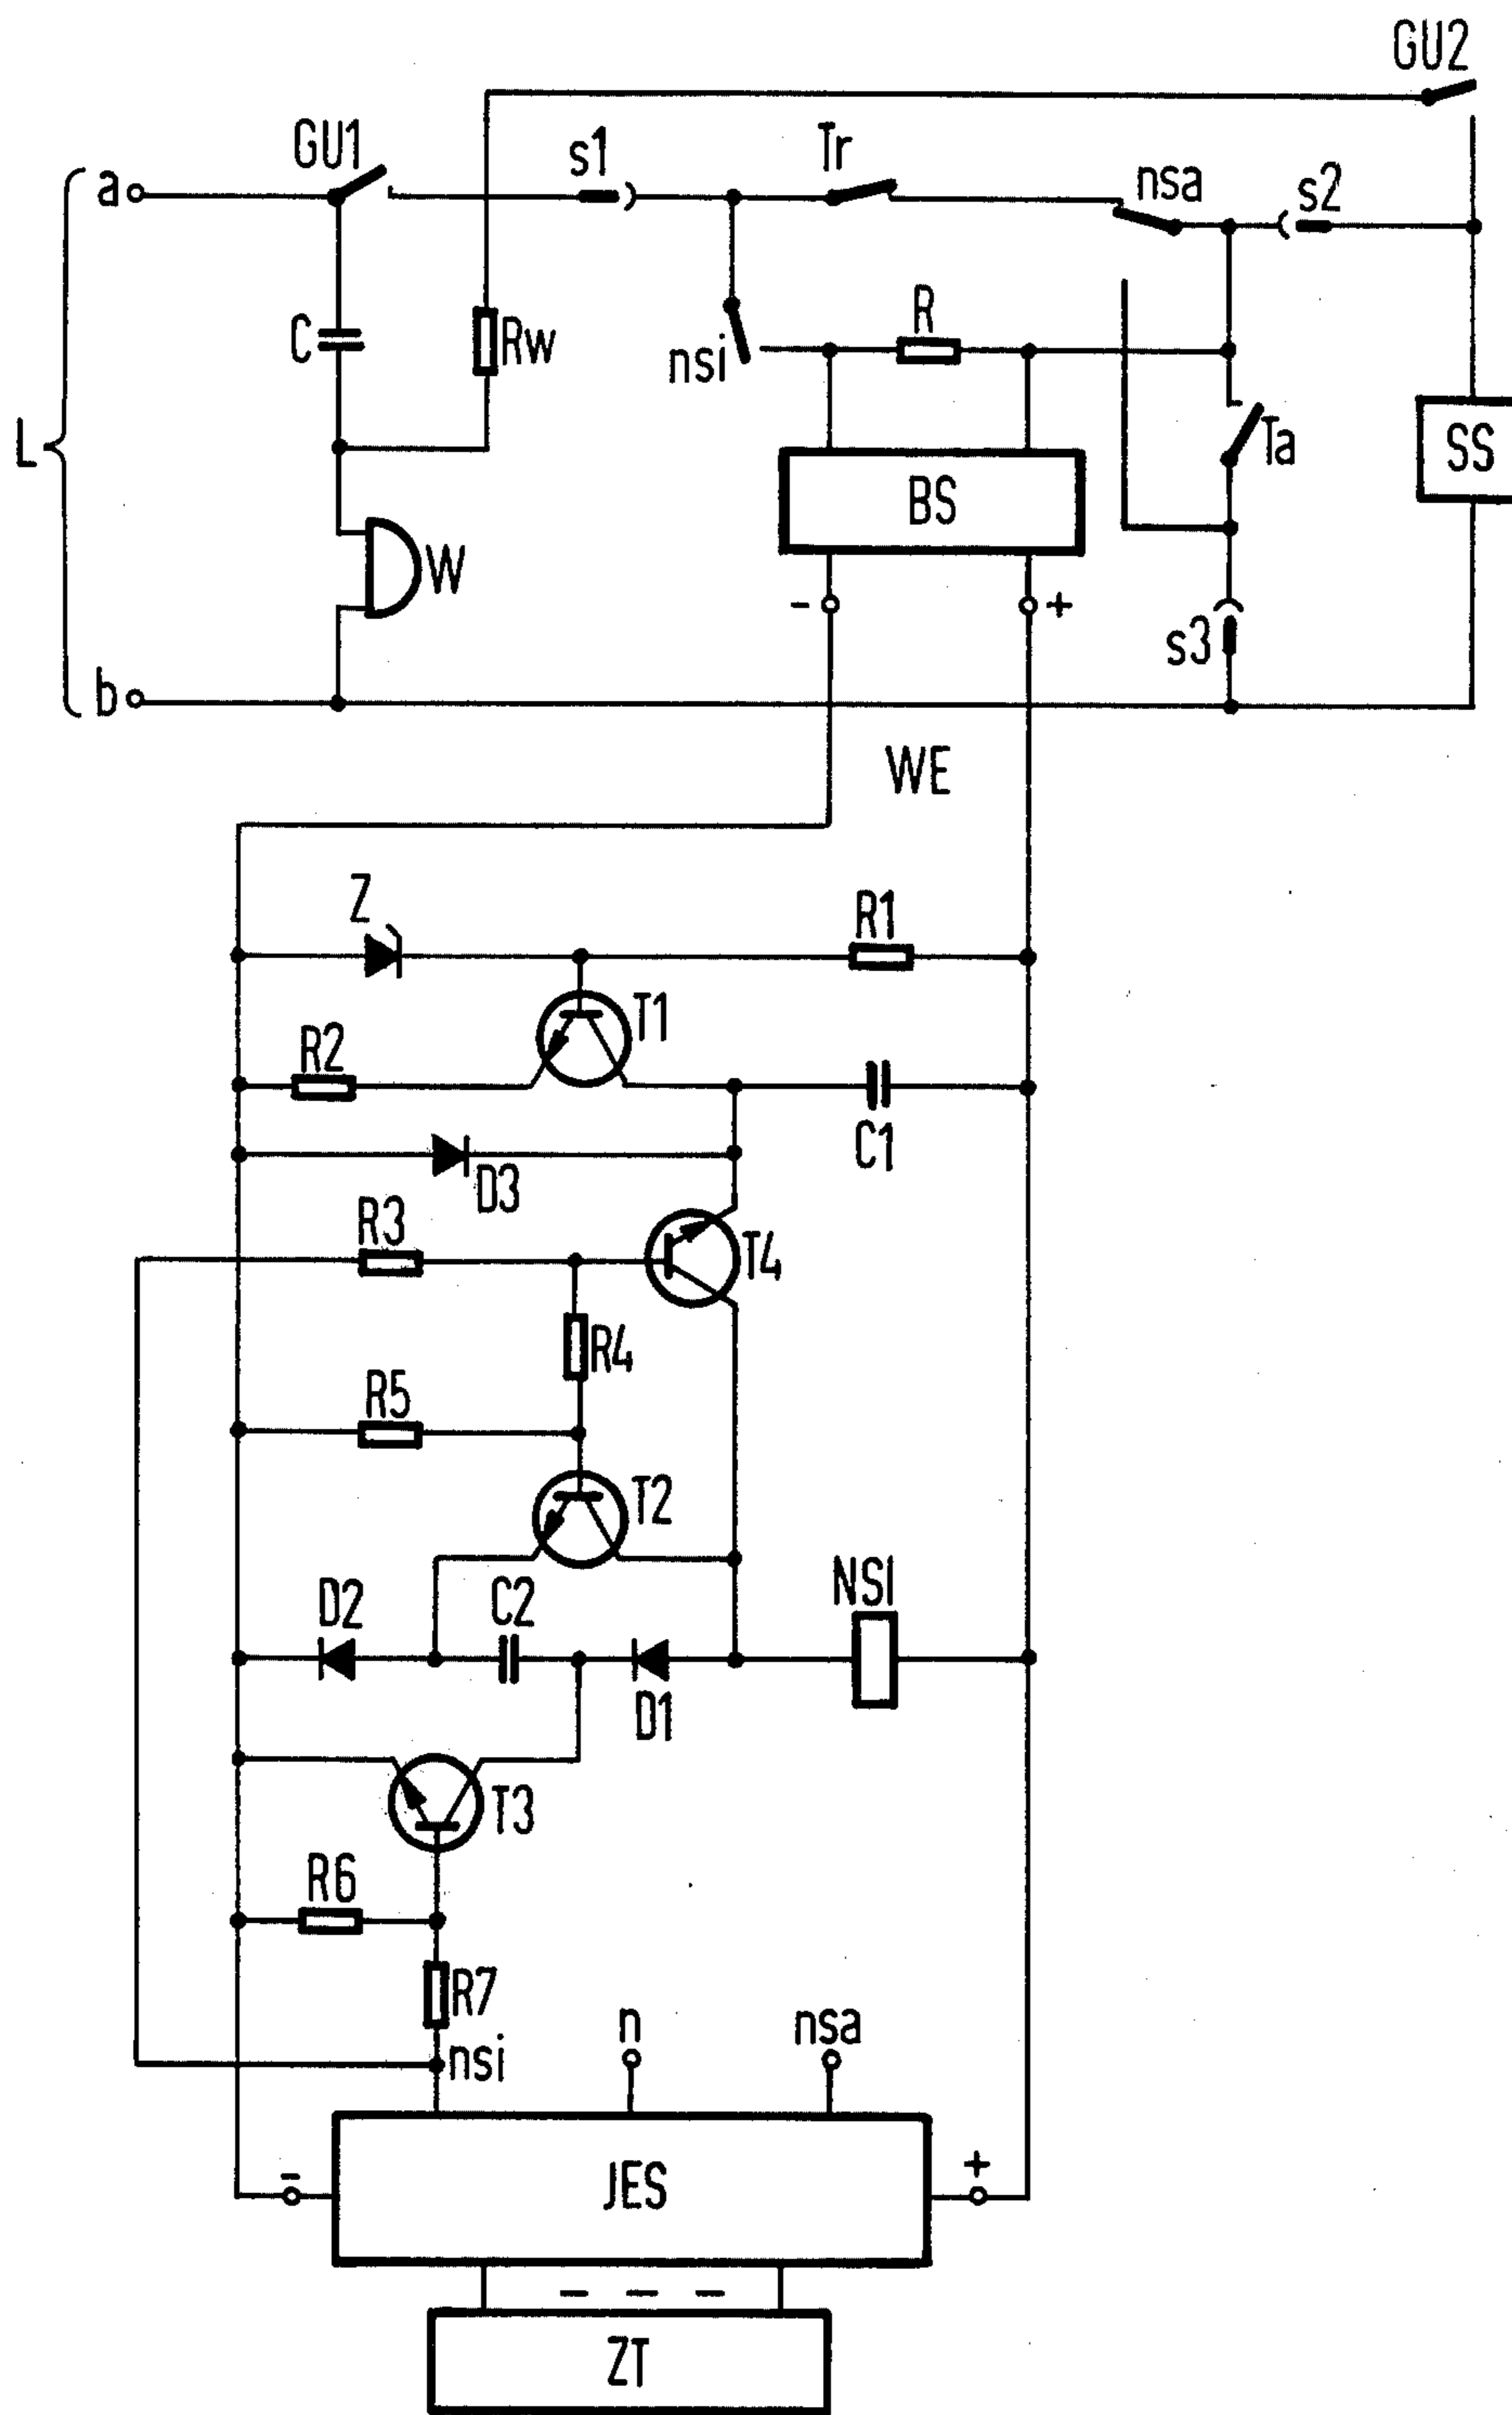 GU2
GU1
s1
Tr
nsa
s2
a
C
Rw
nsi
R
Ta
SS
L
BS
W
- +
s3
b
WE
Z
R1
T1
R2
C1
D3
R3
T4
R4
R5
T2
D2
C2
NSI
D1
T3
R6
R7
nsi
n
nsa
-
JES
+
- - -
ZT